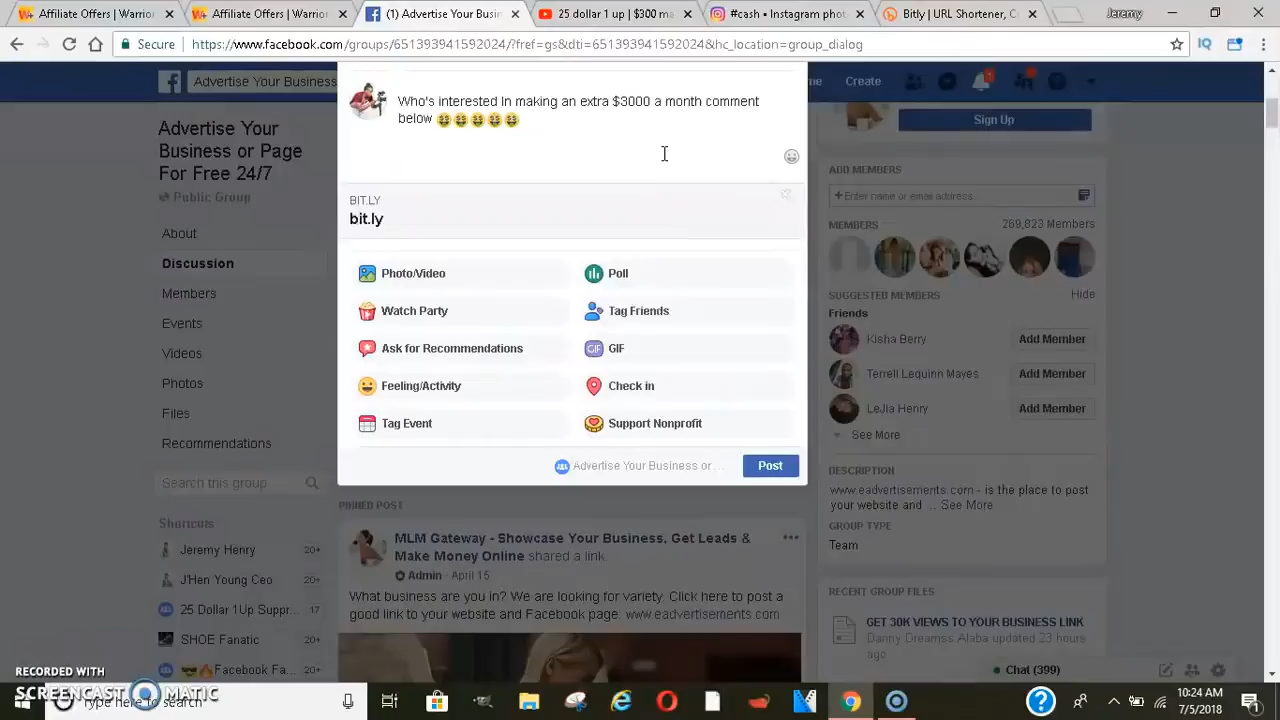 (2) Affiliate Offers | Warrior
Affiliate Offers | Warrior
(1) Advertise Your Busin
25 dollar 1 up | $300 ma
#cash • Instagram phot
Bitly | URL Shortener, C
Jeremy
Secure https://www.facebook.com/groups/651393941592024/?fref=gs&dti=651393941592024&hc_location=group_dialog
Advertise Your Business
me
Create
Advertise Your
Business or Page
For Free 24/7
Public Group
About
Discussion
Members
Events
Videos
Photos
Files
Recommendations
Search this group
Shortcuts
Jeremy Henry 20+
J'Hen Young Ceo 20+
25 Dollar 1Up Suppr... 17
SHOE Fanatic 20+
Facebook Fa... 20+
Who's interested In making an extra $3000 a month comment
below
BIT.LY
bit.ly
Photo/Video
Poll
Watch Party
Tag Friends
Ask for Recommendations
GIF
Feeling/Activity
Check in
Tag Event
Support Nonprofit
Advertise Your Business or ...
Post
PINNED POST
MLM Gateway - Showcase Your Business, Get Leads &
Make Money Online shared a link.
Admin · April 15
What business are you in? We are looking for variety. Click here to post a
good link to your website and Facebook page. www.eadvertisements.com
Sign Up
ADD MEMBERS
+ Enter name or email address...
MEMBERS 269,823 Members
SUGGESTED MEMBERS Hide
Friends
Kisha Berry Add Member
Terrell Lequinn Mayes Add Member
LeJia Henry Add Member
See More
DESCRIPTION
www.eadvertisements.com - is the place to post
your website and ... See More
GROUP TYPE
Team
RECENT GROUP FILES
GET 30K VIEWS TO YOUR BUSINESS LINK
Danny Dreamss Alaba updated 23 hours
ago
Chat (399)
RECORDED WITH
SCREENCAST MATIC
Type here to search
10:24 AM
7/5/2018